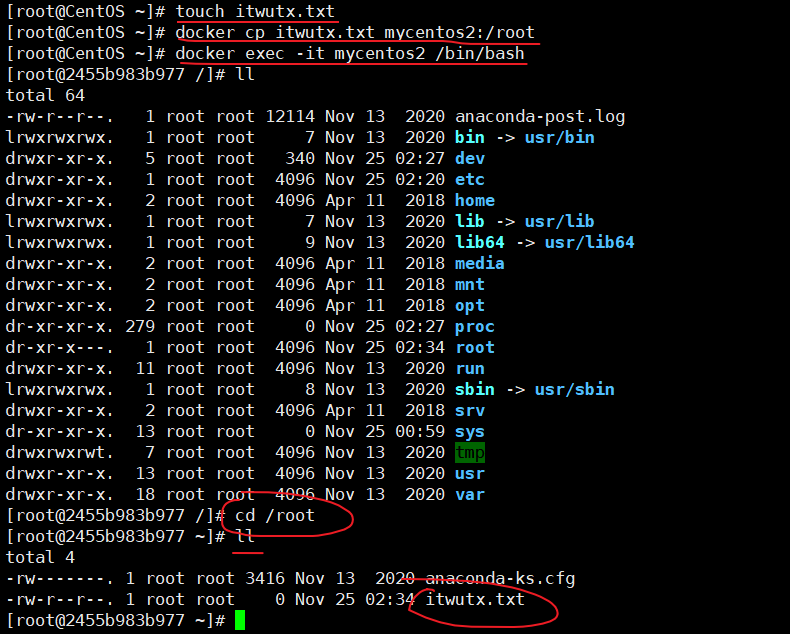 [root@CentOS ~]# touch itwutx.txt
[root@CentOS ~]# docker cp itwutx.txt mycentos2:/root
[root@CentOS ~]# docker exec -it mycentos2 /bin/bash
[root@2455b983b977 /]# ll
total 64
-rw-r--r--.   1 root root 12114 Nov 13  2020 anaconda-post.log
lrwxrwxrwx.   1 root root     7 Nov 13  2020 bin -> usr/bin
drwxr-xr-x.   5 root root   340 Nov 25 02:27 dev
drwxr-xr-x.   1 root root  4096 Nov 25 02:20 etc
drwxr-xr-x.   2 root root  4096 Apr 11  2018 home
lrwxrwxrwx.   1 root root     7 Nov 13  2020 lib -> usr/lib
lrwxrwxrwx.   1 root root     9 Nov 13  2020 lib64 -> usr/lib64
drwxr-xr-x.   2 root root  4096 Apr 11  2018 media
drwxr-xr-x.   2 root root  4096 Apr 11  2018 mnt
drwxr-xr-x.   2 root root  4096 Apr 11  2018 opt
dr-xr-xr-x. 279 root root     0 Nov 25 02:27 proc
dr-xr-x---.   1 root root  4096 Nov 25 02:34 root
drwxr-xr-x.  11 root root  4096 Nov 13  2020 run
lrwxrwxrwx.   1 root root     8 Nov 13  2020 sbin -> usr/sbin
drwxr-xr-x.   2 root root  4096 Apr 11  2018 srv
dr-xr-xr-x.  13 root root     0 Nov 25 00:59 sys
drwxrwxrwt.   7 root root  4096 Nov 13  2020 tmp
drwxr-xr-x.  13 root root  4096 Nov 13  2020 usr
drwxr-xr-x.  18 root root  4096 Nov 13  2020 var
[root@2455b983b977 /]# cd /root
[root@2455b983b977 ~]# ll
total 4
-rw-------. 1 root root 3416 Nov 13  2020 anaconda-ks.cfg
-rw-r--r--. 1 root root    0 Nov 25 02:34 itwutx.txt
[root@2455b983b977 ~]#